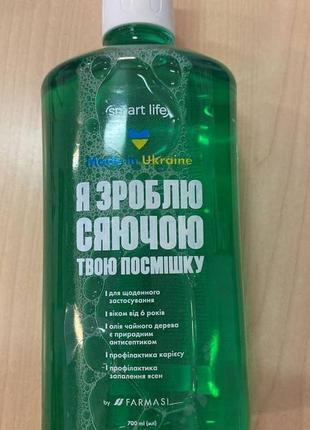 smart life
Made in Ukraine
Я ЗРОБЛЮ
СЯЮЧОЮ
ТВОЮ ПОСМІШКУ
для щоденного
застосування
віком від 6 років
олія чайного дерева
є природним
антисептиком
профілактика карієсу
профілактика
запалення ясен
by FARMASi
700 ml (мл)